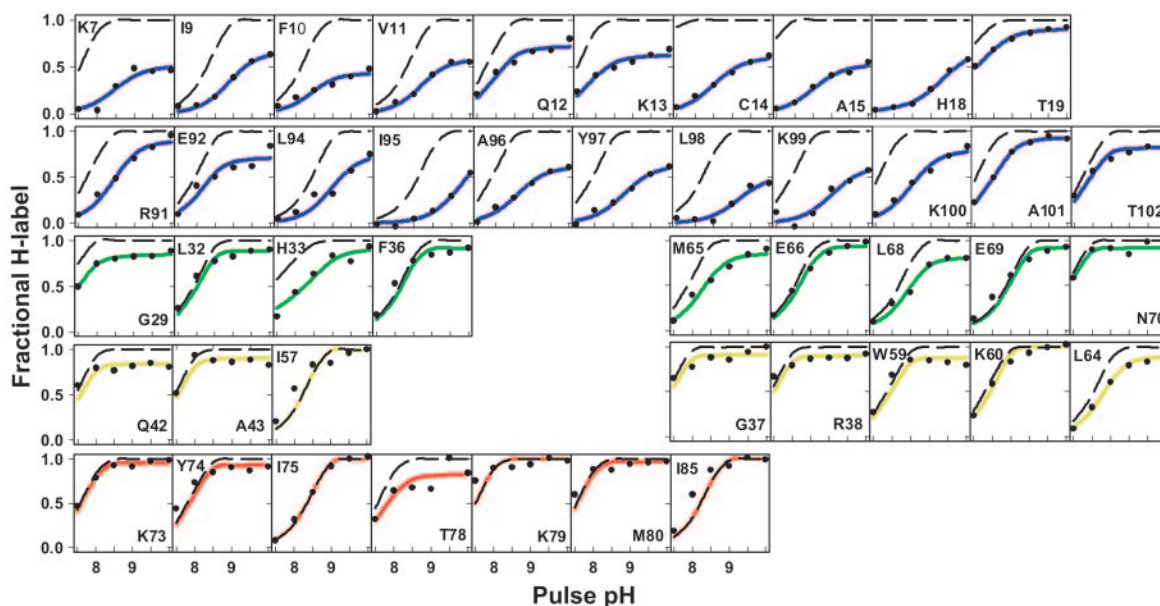 K7 I9 F10 V11
1.0
0.5
0.0
Q12 K13 C14 A15 H18 T19
E92 L94 I95 A96 Y97 L98 K99
1.0
0.5
0.0
R91 K100 A101 T102
L32 H33 F36 M65 E66 L68 E69
1.0
0.5
0.0
G29 N70
I57 W59 K60 L64
1.0
0.5
0.0
Q42 A43 G37 R38
Y74 I75 I85
1.0
0.5
0.0
K73 T78 K79 M80
8 9 8 9 8 9 8 9 8 9 8 9 8 9
Pulse pH
Fractional H-label